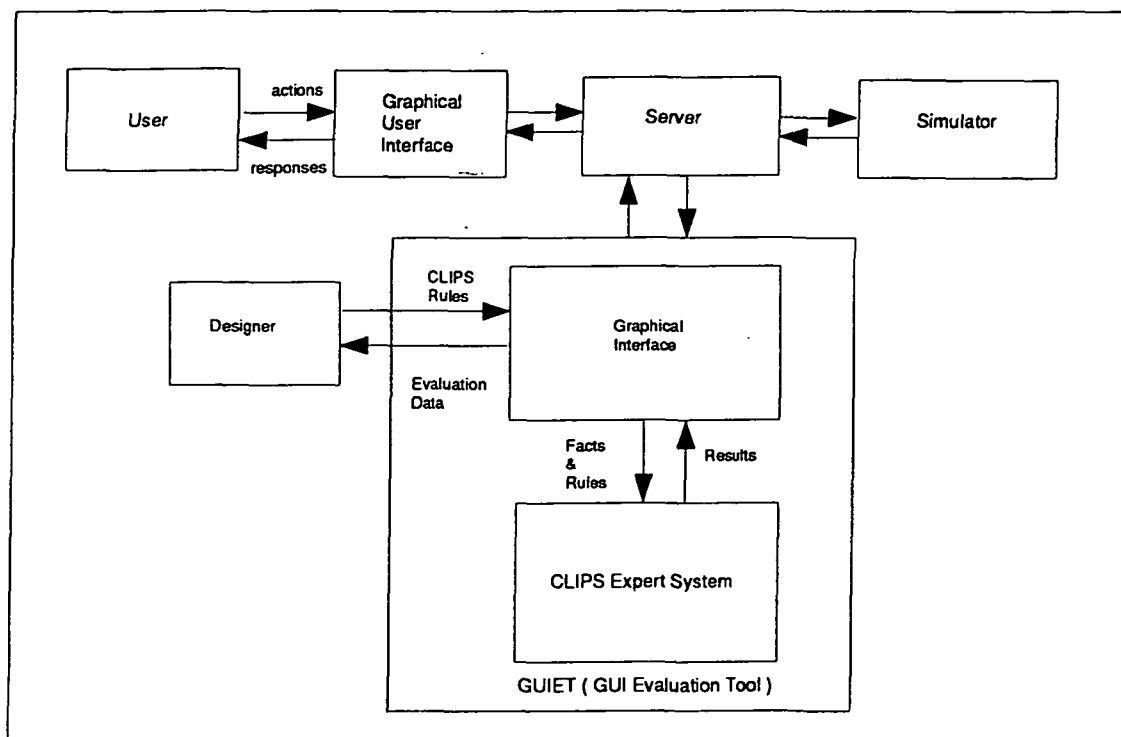 User
actions
responses
Graphical
User
Interface
Server
Simulator
Designer
CLIPS
Rules
Evaluation
Data
Graphical
Interface
Facts
&
Rules
Results
CLIPS Expert System
GUIET ( GUI Evaluation Tool )